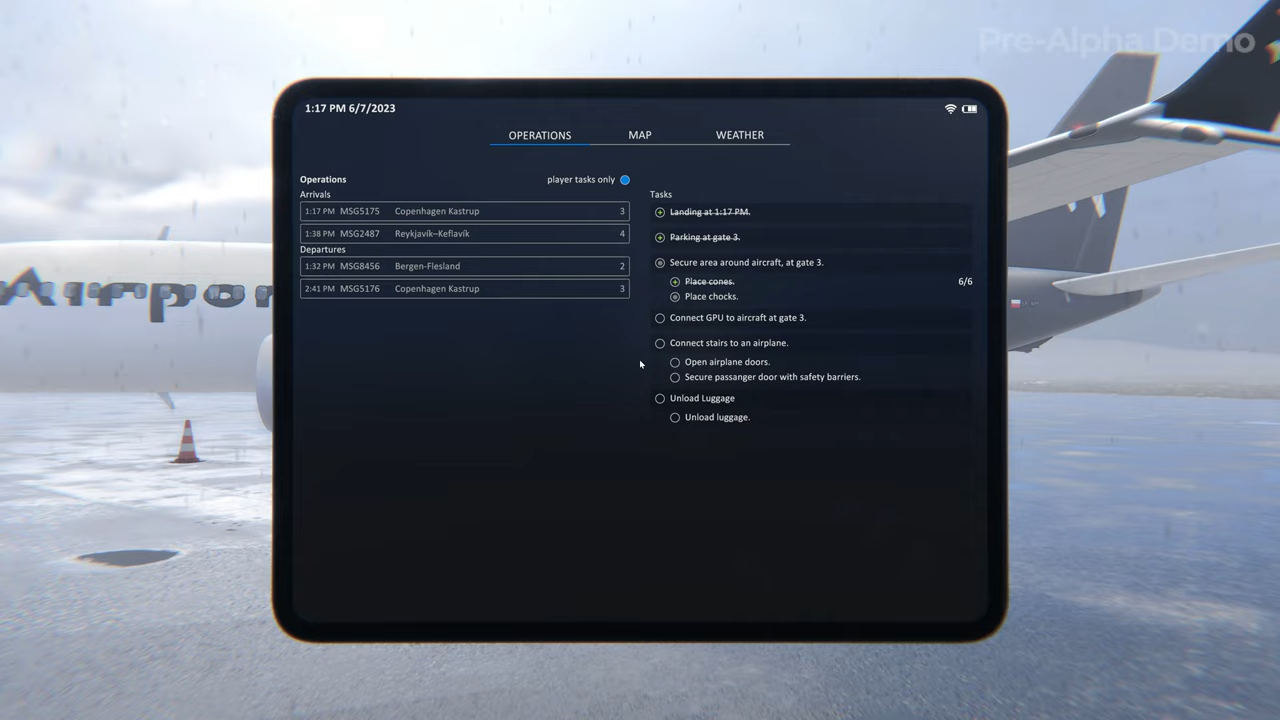 Pre-Alpha Demo
1:17 PM 6/7/2023
OPERATIONS MAP WEATHER
Operations player tasks only
Arrivals
1:17 PM MSG5175 Copenhagen Kastrup 3
1:38 PM MSG2487 Reykjavík–Keflavík 4
Departures
1:32 PM MSG8456 Bergen-Flesland 2
2:41 PM MSG5176 Copenhagen Kastrup 3
Tasks
Landing at 1:17 PM.
Parking at gate 3.
Secure area around aircraft, at gate 3.
Place cones. 6/6
Place chocks.
Connect GPU to aircraft at gate 3.
Connect stairs to an airplane.
Open airplane doors.
Secure passanger door with safety barriers.
Unload Luggage
Unload luggage.
Airpor